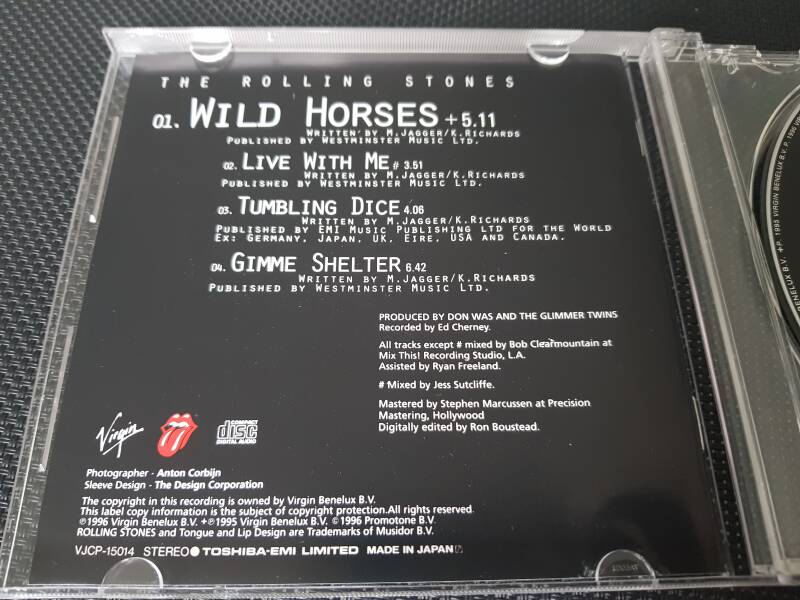 THE ROLLING STONES
01. WILD HORSES + 5.11
WRITTEN BY M.JAGGER/K.RICHARDS
PUBLISHED BY WESTMINSTER MUSIC LTD.
02. LIVE WITH ME # 3.51
WRITTEN BY M.JAGGER/K.RICHARDS
PUBLISHED BY WESTMINSTER MUSIC LTD.
03. TUMBLING DICE 4.06
WRITTEN BY M.JAGGER/K.RICHARDS
PUBLISHED BY EMI MUSIC PUBLISHING LTD FOR THE WORLD
EX: GERMANY, JAPAN, UK, EIRE, USA AND CANADA.
04. GIMME SHELTER 6.42
WRITTEN BY M.JAGGER/K.RICHARDS
PUBLISHED BY WESTMINSTER MUSIC LTD.
PRODUCED BY DON WAS AND THE GLIMMER TWINS
Recorded by Ed Cherney.
All tracks except # mixed by Bob Clearmountain at
Mix This! Recording Studio, L.A.
Assisted by Ryan Freeland.
# Mixed by Jess Sutcliffe.
Mastered by Stephen Marcussen at Precision
Mastering, Hollywood
Digitally edited by Ron Boustead.
Virgin
COMPACT
disc
DIGITAL AUDIO
Photographer - Anton Corbijn
Sleeve Design - The Design Corporation
The copyright in this recording is owned by Virgin Benelux B.V.
This label copy information is the subject of copyright protection.All rights reserved
℗1996 Virgin Benelux B.V. +℗1995 Virgin Benelux B.V. ©1996 Promotone B.V.
ROLLING STONES and Tongue and Lip Design are Trademarks of Musidor B.V.
VJCP-15014 STEREO TOSHIBA-EMI LIMITED MADE IN JAPAN
BENELUX B.V. +P. 1995 VIRGIN BENELUX B.V. P. 1996